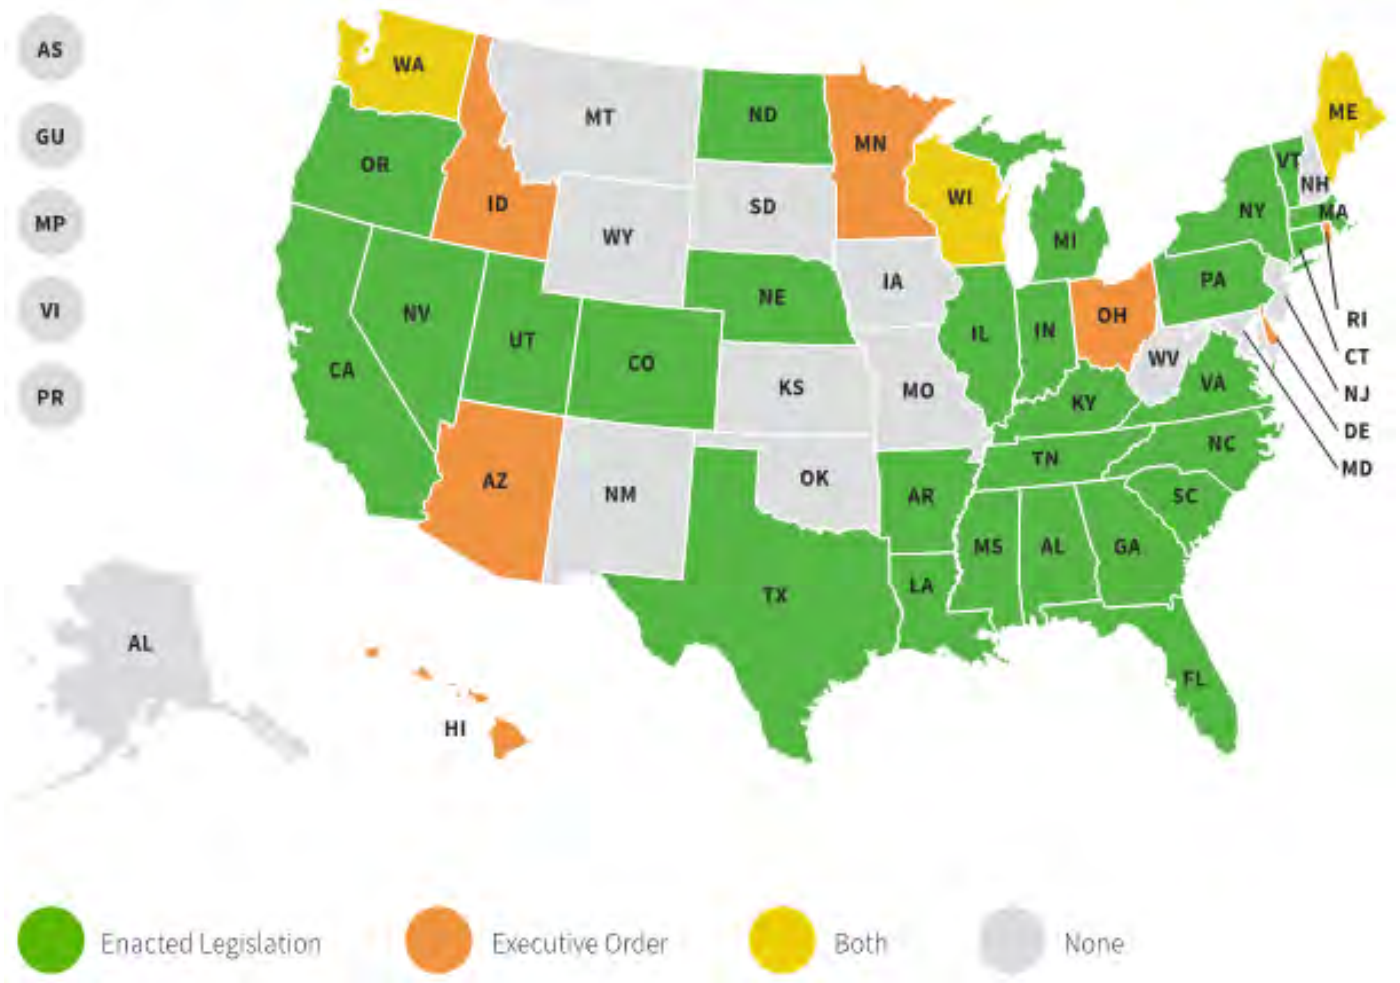 AS
GU
MP
VI
PR
WA
OR
CA
ID
NV
UT
AZ
MT
WY
CO
NM
ND
SD
NE
KS
OK
TX
MN
IA
MO
AR
LA
WI
IL
MI
IN
OH
KY
TN
MS
AL
GA
FL
SC
NC
VA
WV
PA
NY
VT
NH
MA
ME
RI
CT
NJ
DE
MD
AL
HI
Enacted Legislation
Executive Order
Both
None